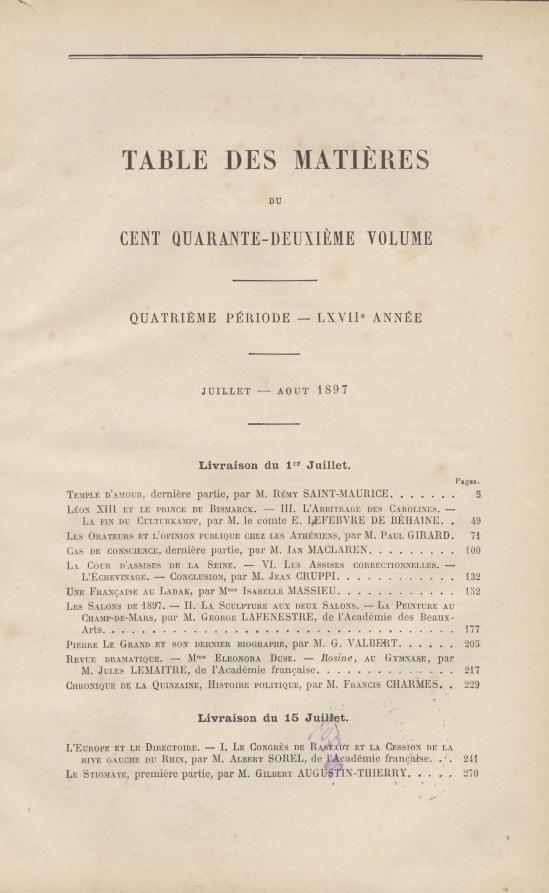 TABLE DES MATIÈRES
DU
CENT QUARANTE-DEUXIÈME VOLUME
QUATRIÈME PÉRIODE — LXVIIe ANNÉE
JUILLET — AOUT 1897
Livraison du 1er Juillet.
Pages.
TEMPLE D'AMOUR, dernière partie, par M. RÉMY SAINT-MAURICE. . . . . . . 5
LÉON XIII ET LE PRINCE DE BISMARCK. — III. L'ARBITRAGE DES CAROLINES. —
LA FIN DU CULTURKAMPF, par M. le comte E. LEFEBVRE DE BÉHAINE. . 49
LES ORATEURS ET L'OPINION PUBLIQUE CHEZ LES ATHÉNIENS, par M. PAUL GIRARD. 71
CAS DE CONSCIENCE, dernière partie, par M. IAN MACLAREN . . . . . . . . . 100
LA COUR D'ASSISES DE LA SEINE. — VI. LES ASSISES CORRECTIONNELLES. —
L'ÉCHEVINAGE. — CONCLUSION, par M. JEAN CRUPPI. . . . . . . . . . . . 132
UNE FRANÇAISE AU LADAK, par Mme ISABELLE MASSIEU. . . . . . . . . . . . 152
LES SALONS DE 1897. — II. LA SCULPTURE AUX DEUX SALONS. — LA PEINTURE AU
CHAMP-DE-MARS, par M. GEORGE LAFENESTRE, de l'Académie des Beaux-
Arts. . . . . . . . . . . . . . . . . . . . . . . . . . . . . . . . . 177
PIERRE LE GRAND ET SON DERNIER BIOGRAPHE, par M. G. VALBERT. . . . . . 205
REVUE DRAMATIQUE. — Mme ELEONORA DUSE. — Rosine, AU GYMNASE, par
M. JULES LEMAITRE, de l'Académie française. . . . . . . . . . . . . . 217
CHRONIQUE DE LA QUINZAINE, HISTOIRE POLITIQUE, par M. FRANCIS CHARMES. . 229
Livraison du 15 Juillet.
L'EUROPE ET LE DIRECTOIRE. — I. LE CONGRÈS DE RASTADT ET LA CESSION DE LA
RIVE GAUCHE DU RHIN, par M. ALBERT SOREL, de l'Académie française. . . 241
LE STIGMATE, première partie, par M. GILBERT AUGUSTIN-THIERRY. . . . . 270